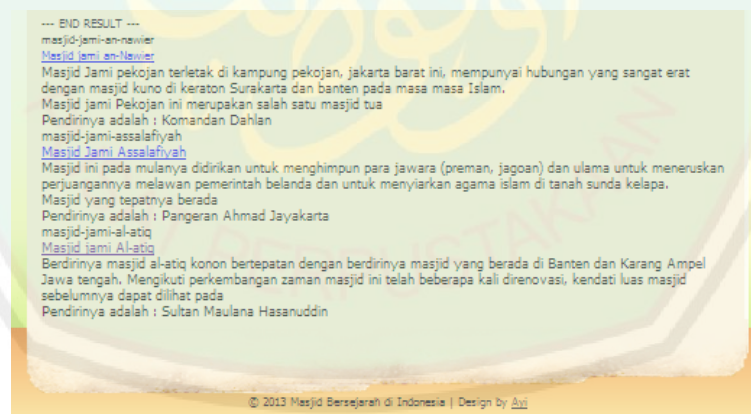 --- END RESULT ---
masjid-jami-an-nawier
Masjid jami an-Nawier
Masjid Jami pekojan terletak di kampung pekojan, jakarta barat ini, mempunyai hubungan yang sangat erat
dengan masjid kuno di keraton Surakarta dan banten pada masa masa Islam.
Masjid jami Pekojan ini merupakan salah satu masjid tua
Pendirinya adalah : Komandan Dahlan
masjid-jami-assalafiyah
Masjid Jami Assalafiyah
Masjid ini pada mulanya didirikan untuk menghimpun para jawara (preman, jagoan) dan ulama untuk meneruskan
perjuangannya melawan pemerintah belanda dan untuk menyiarkan agama islam di tanah sunda kelapa.
Masjid yang tepatnya berada
Pendirinya adalah : Pangeran Ahmad Jayakarta
masjid-jami-al-atiq
Masjid jami Al-atiq
Berdirinya masjid al-atiq konon bertepatan dengan berdirinya masjid yang berada di Banten dan Karang Ampel
Jawa tengah. Mengikuti perkembangan zaman masjid ini telah beberapa kali direnovasi, kendati luas masjid
sebelumnya dapat dilihat pada
Pendirinya adalah : Sultan Maulana Hasanuddin
© 2013 Masjid Bersejarah di Indonesia | Design by Ayi